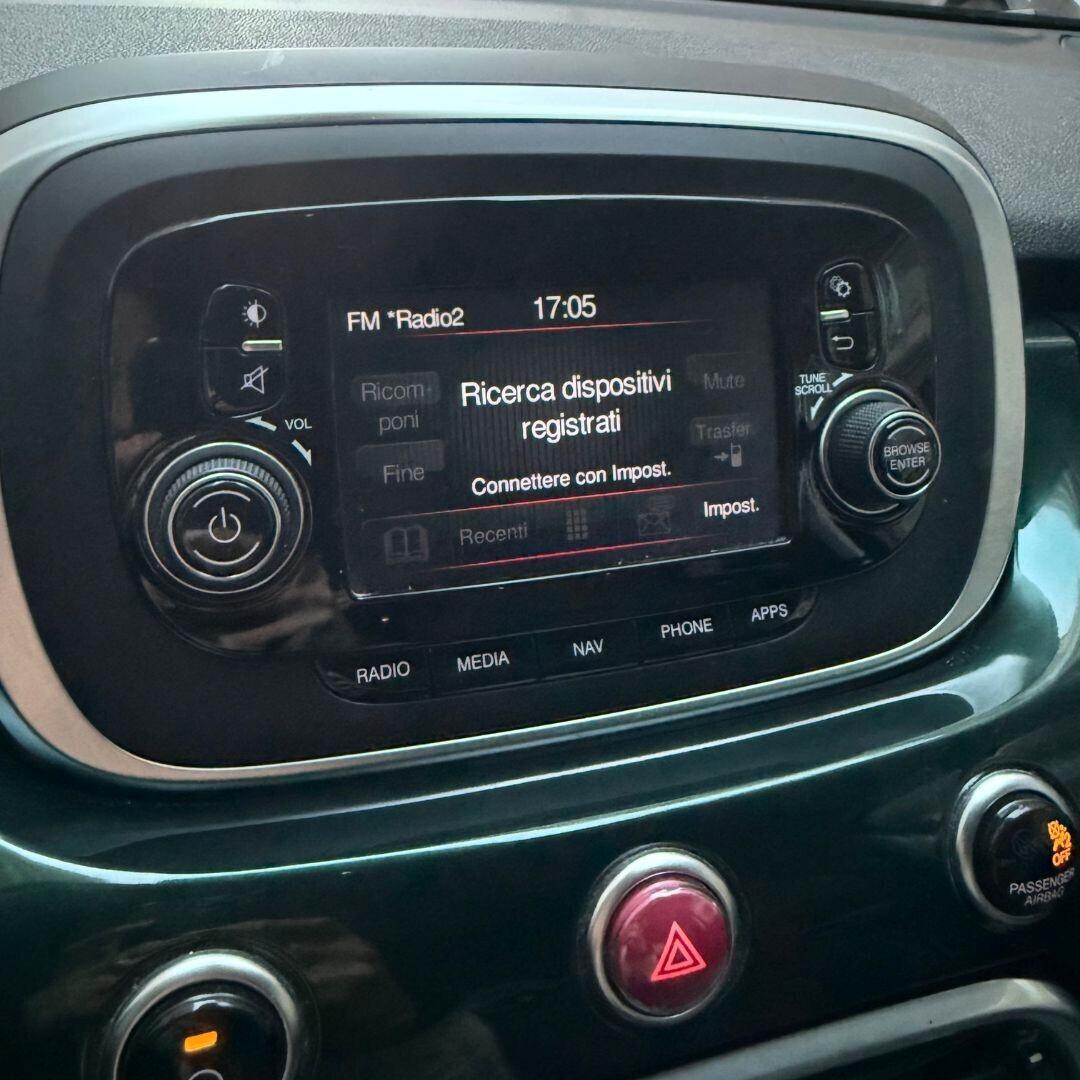 FM *Radio2 17:05
Ricom-
poni
Ricerca dispositivi
registrati
Mute
Fine
Trasfer.
Connettere con Impost.
Recenti
Impost.
VOL
TUNE
SCROLL
BROWSE
ENTER
RADIO MEDIA NAV PHONE APPS
2
OFF
PASSENGER
AIRBAG